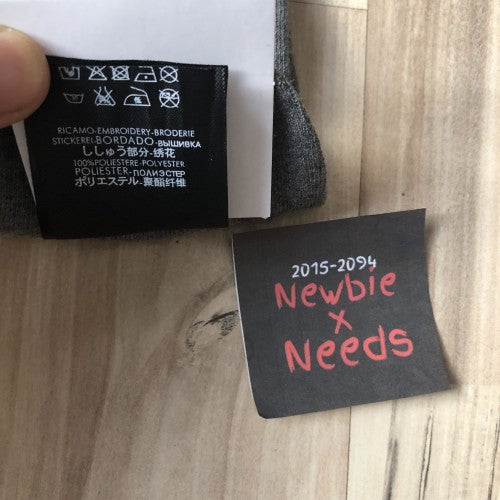 RICAMO-EMBROIDERY-BRODERIE
STICKEREI-BORDADO-ВЫШИВКА
ししゅう部分-绣花
100%POLIESTERE-POLYESTER
POLIESTER-ПОЛИЭСТЕР
ポリエステル-聚酯纤维
2015-2094
Newbie
x
Needs